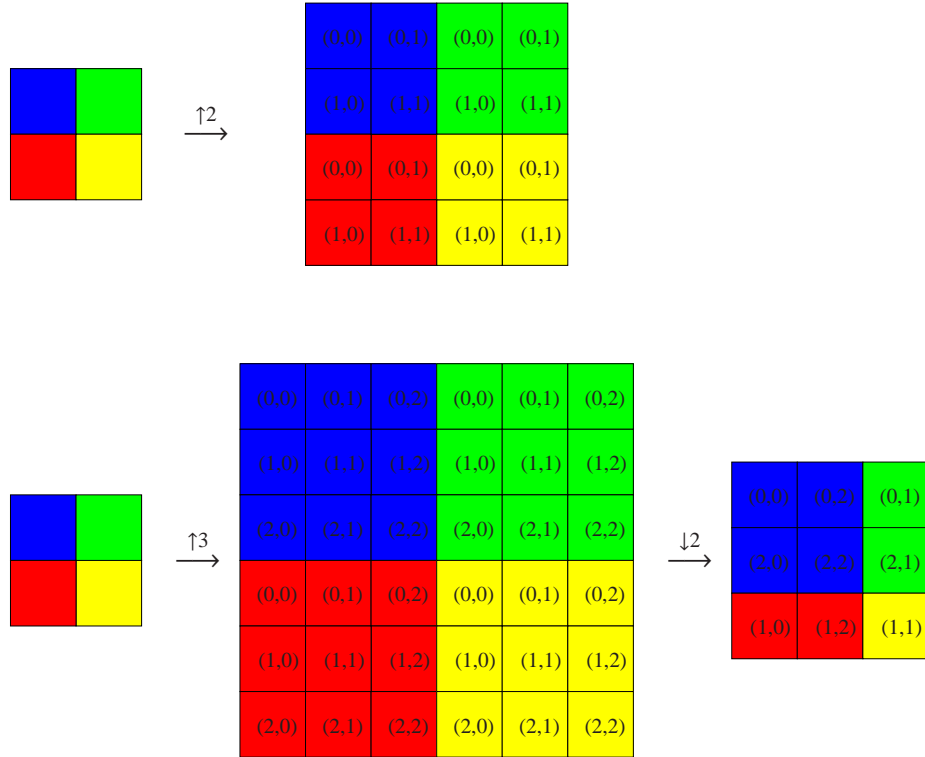 (0,0) (0,1) (0,0) (0,1)
(1,0) (1,1) (1,0) (1,1)
↑2
(0,0) (0,1) (0,0) (0,1)
(1,0) (1,1) (1,0) (1,1)
(0,0) (0,1) (0,2) (0,0) (0,1) (0,2)
(1,0) (1,1) (1,2) (1,0) (1,1) (1,2)
(2,0) (2,1) (2,2) (2,0) (2,1) (2,2)
↑3
(0,0) (0,1) (0,2) (0,0) (0,1) (0,2)
(1,0) (1,1) (1,2) (1,0) (1,1) (1,2)
(2,0) (2,1) (2,2) (2,0) (2,1) (2,2)
↓2
(0,0) (0,2) (0,1)
(2,0) (2,2) (2,1)
(1,0) (1,2) (1,1)